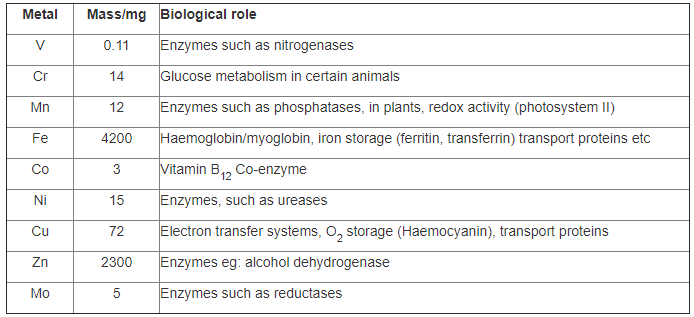 Metal Mass/mg Biological role
V 0.11 Enzymes such as nitrogenases
Cr 14 Glucose metabolism in certain animals
Mn 12 Enzymes such as phosphatases, in plants, redox activity (photosystem II)
Fe 4200 Haemoglobin/myoglobin, iron storage (ferritin, transferrin) transport proteins etc
Co 3 Vitamin B12 Co-enzyme
Ni 15 Enzymes, such as ureases
Cu 72 Electron transfer systems, O2 storage (Haemocyanin), transport proteins
Zn 2300 Enzymes eg: alcohol dehydrogenase
Mo 5 Enzymes such as reductases